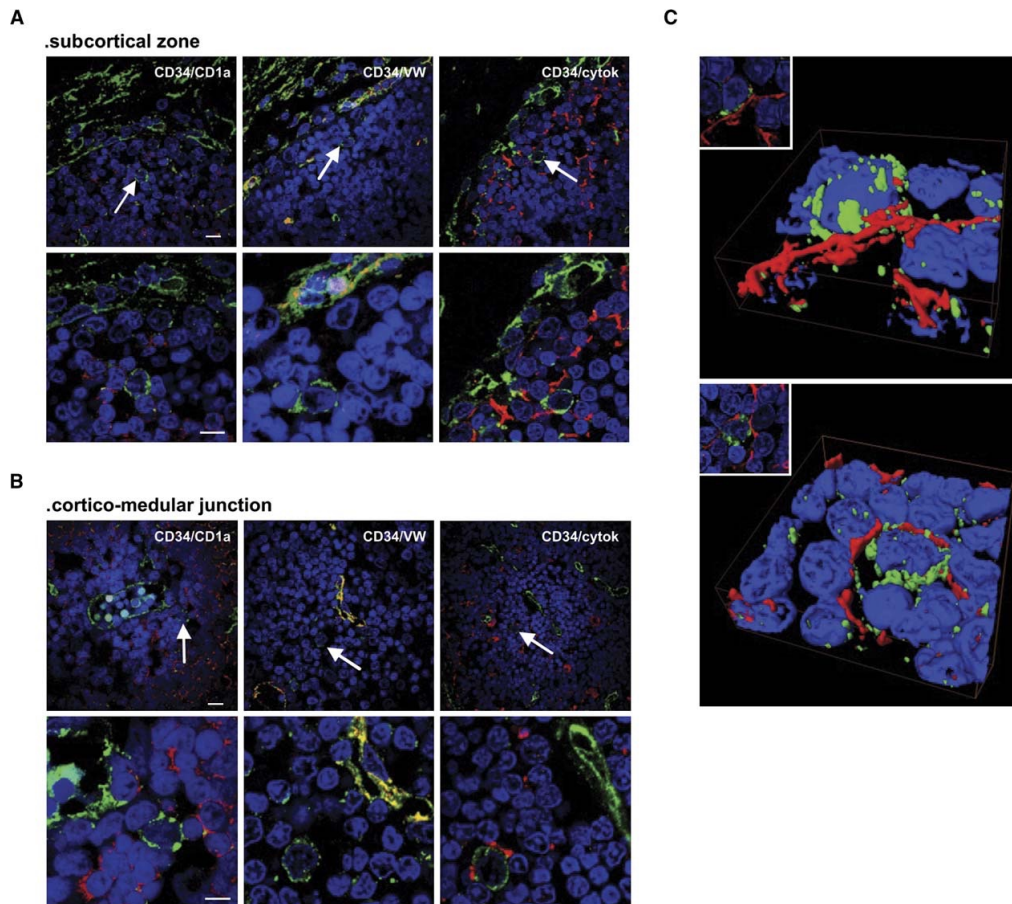 A
.subcortical zone
CD34/CD1a
CD34/VW
CD34/cytok
B
.cortico-medular junction
CD34/CD1a
CD34/VW
CD34/cytok
C